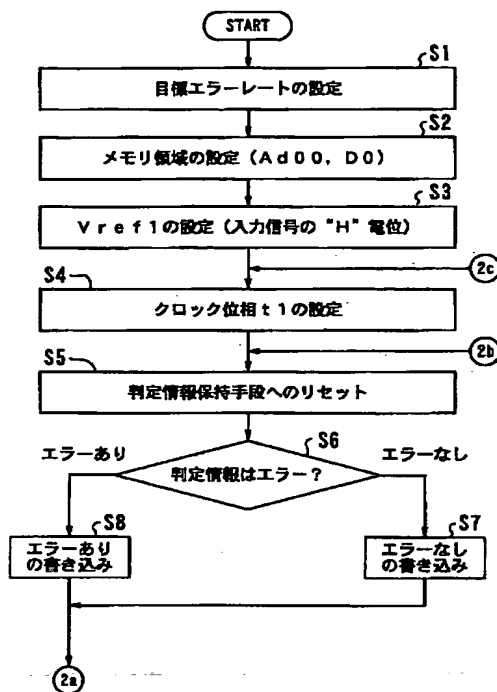 START
S1
目標エラーレートの設定
S2
メモリ領域の設定(Ad00,D0)
S3
Vref1の設定(入力信号の“H”電位)
2c
S4
クロック位相t1の設定
2b
S5
判定情報保持手段へのリセット
S6
エラーあり
判定情報はエラー?
エラーなし
S8
エラーあり
の書き込み
S7
エラーなし
の書き込み
2a